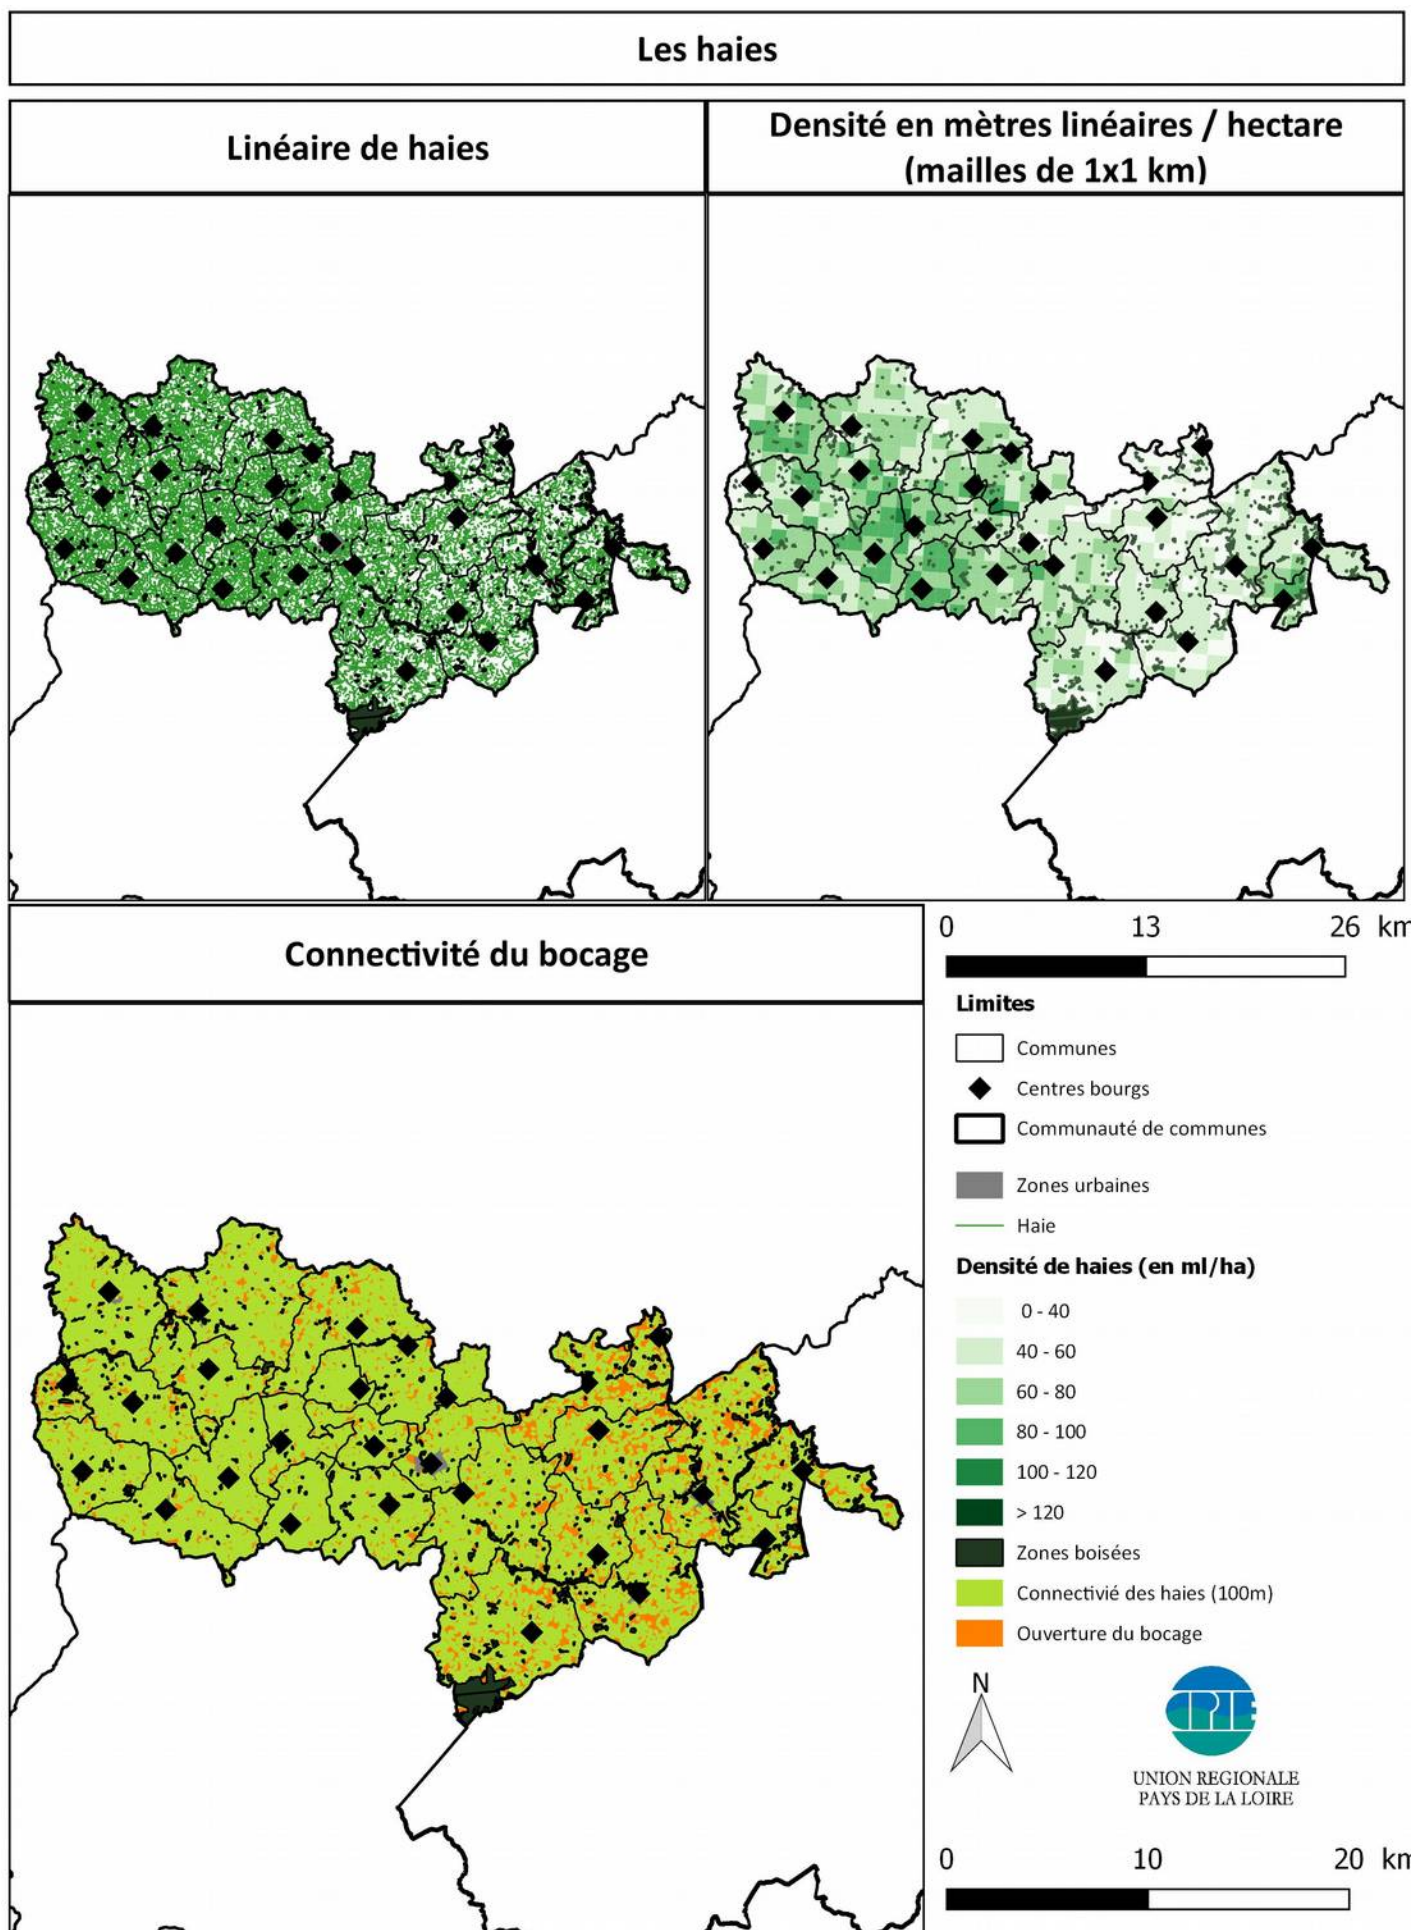 Les haies
Linéaire de haies
Densité en mètres linéaires / hectare
(mailles de 1x1 km)
Connectivité du bocage
0 13 26 km
Limites
Communes
Centres bourgs
Communauté de communes
Zones urbaines
Haie
Densité de haies (en ml/ha)
0 - 40
40 - 60
60 - 80
80 - 100
100 - 120
> 120
Zones boisées
Connectivié des haies (100m)
Ouverture du bocage
N
CPIE
UNION REGIONALE
PAYS DE LA LOIRE
0 10 20 km